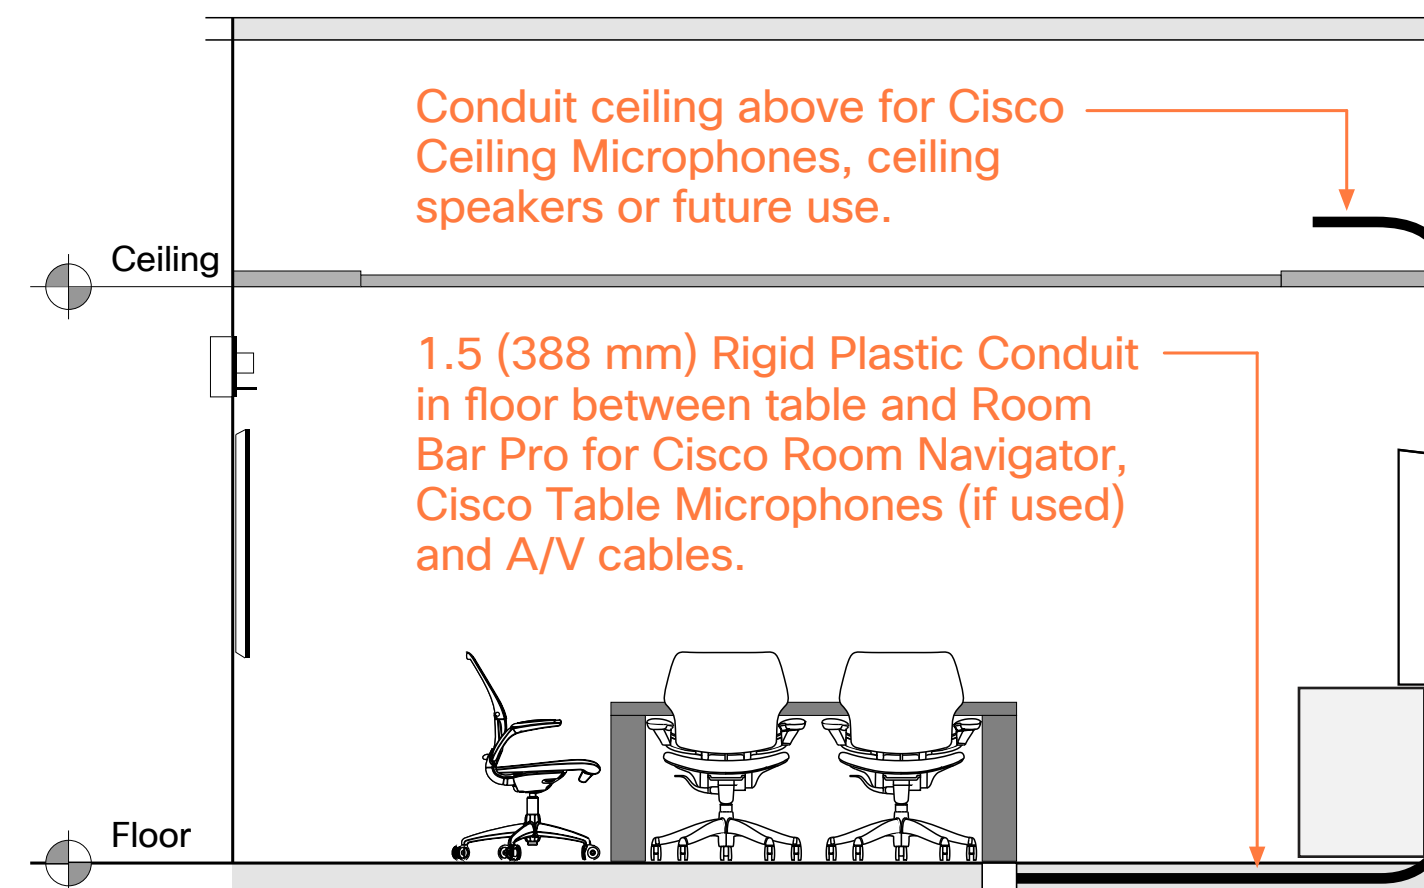 Conduit ceiling above for Cisco
Ceiling Microphones, ceiling
speakers or future use.
Ceiling
1.5 (388 mm) Rigid Plastic Conduit
in floor between table and Room
Bar Pro for Cisco Room Navigator,
Cisco Table Microphones (if used)
and A/V cables.
Floor